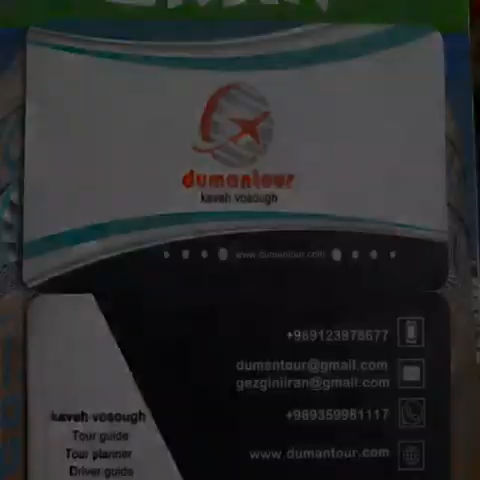 dumantour
kaveh vosough
www.dumantour.com
+989123878677
dumantour@gmail.com
gezginiiran@gmail.com
+989359981117
www.dumantour.com
kaveh vosough
Tour guide
Tour planner
Driver guide